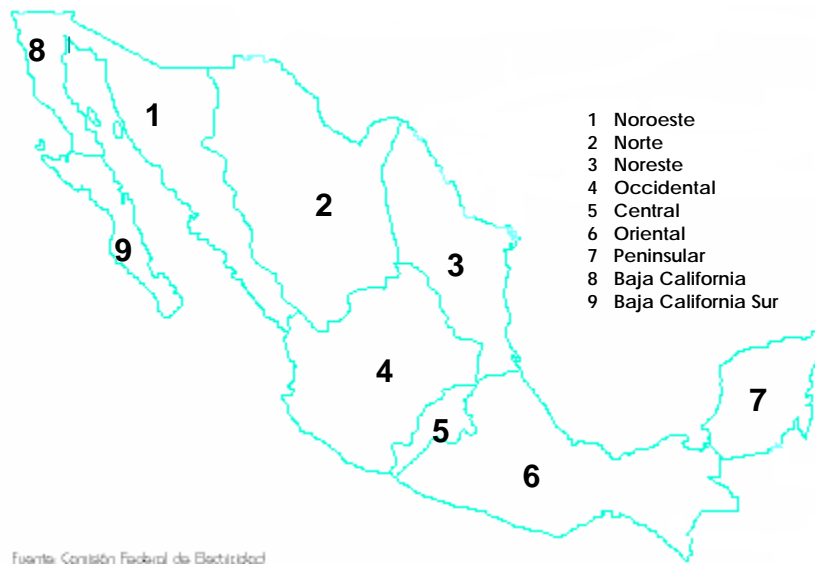 8
1
1 Noroeste
2 Norte
3 Noreste
4 Occidental
5 Central
6 Oriental
7 Peninsular
8 Baja California
9 Baja California Sur
2
9
3
4
7
5
6
Fuente: Comisión Federal de Electricidad